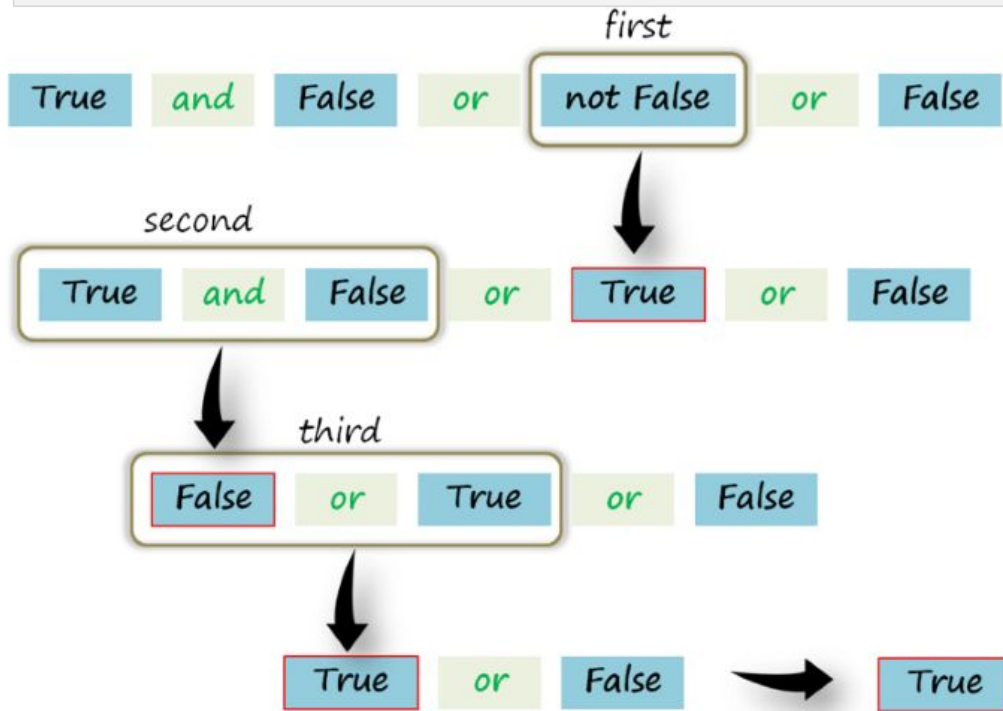 first
True and False or not False or False
second
True and False or True or False
third
False or True or False
True or False True